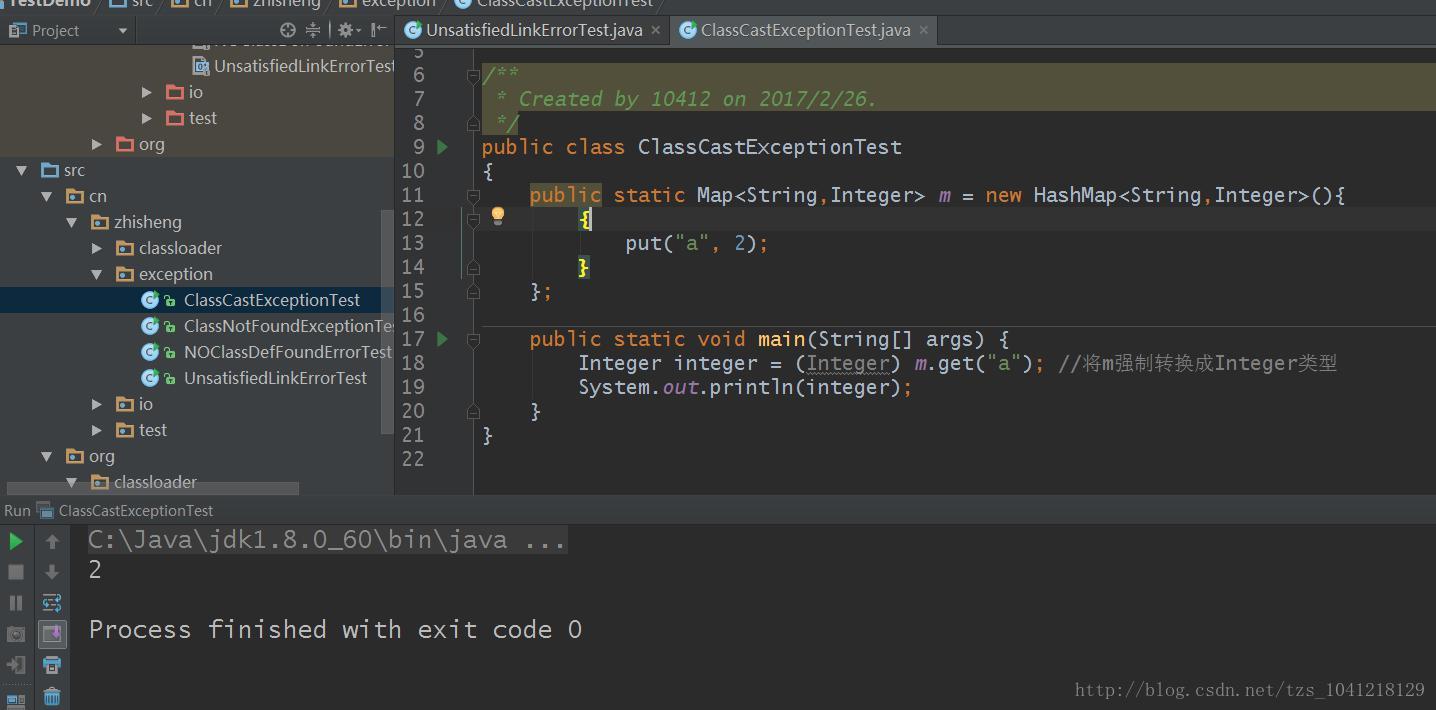 TestDemo src cn zhisheng exception ClassCastExceptionTest
Project
UnsatisfiedLinkErrorTest.java × ClassCastExceptionTest.java ×
UnsatisfiedLinkErrorTest
io
test
org
src
cn
zhisheng
classloader
exception
ClassCastExceptionTest
ClassNotFoundExceptionTes
NOClassDefFoundErrorTest
UnsatisfiedLinkErrorTest
io
test
org
classloader
5
6 /**
7 * Created by 10412 on 2017/2/26.
8 */
9 public class ClassCastExceptionTest
10 {
11 public static Map<String,Integer> m = new HashMap<String,Integer>(){
12 {
13 put("a", 2);
14 }
15 };
16
17 public static void main(String[] args) {
18 Integer integer = (Integer) m.get("a"); //将m强制转换成Integer类型
19 System.out.println(integer);
20 }
21 }
22
Run ClassCastExceptionTest
C:\Java\jdk1.8.0_60\bin\java ...
2
Process finished with exit code 0
http://blog.csdn.net/tzs_1041218129